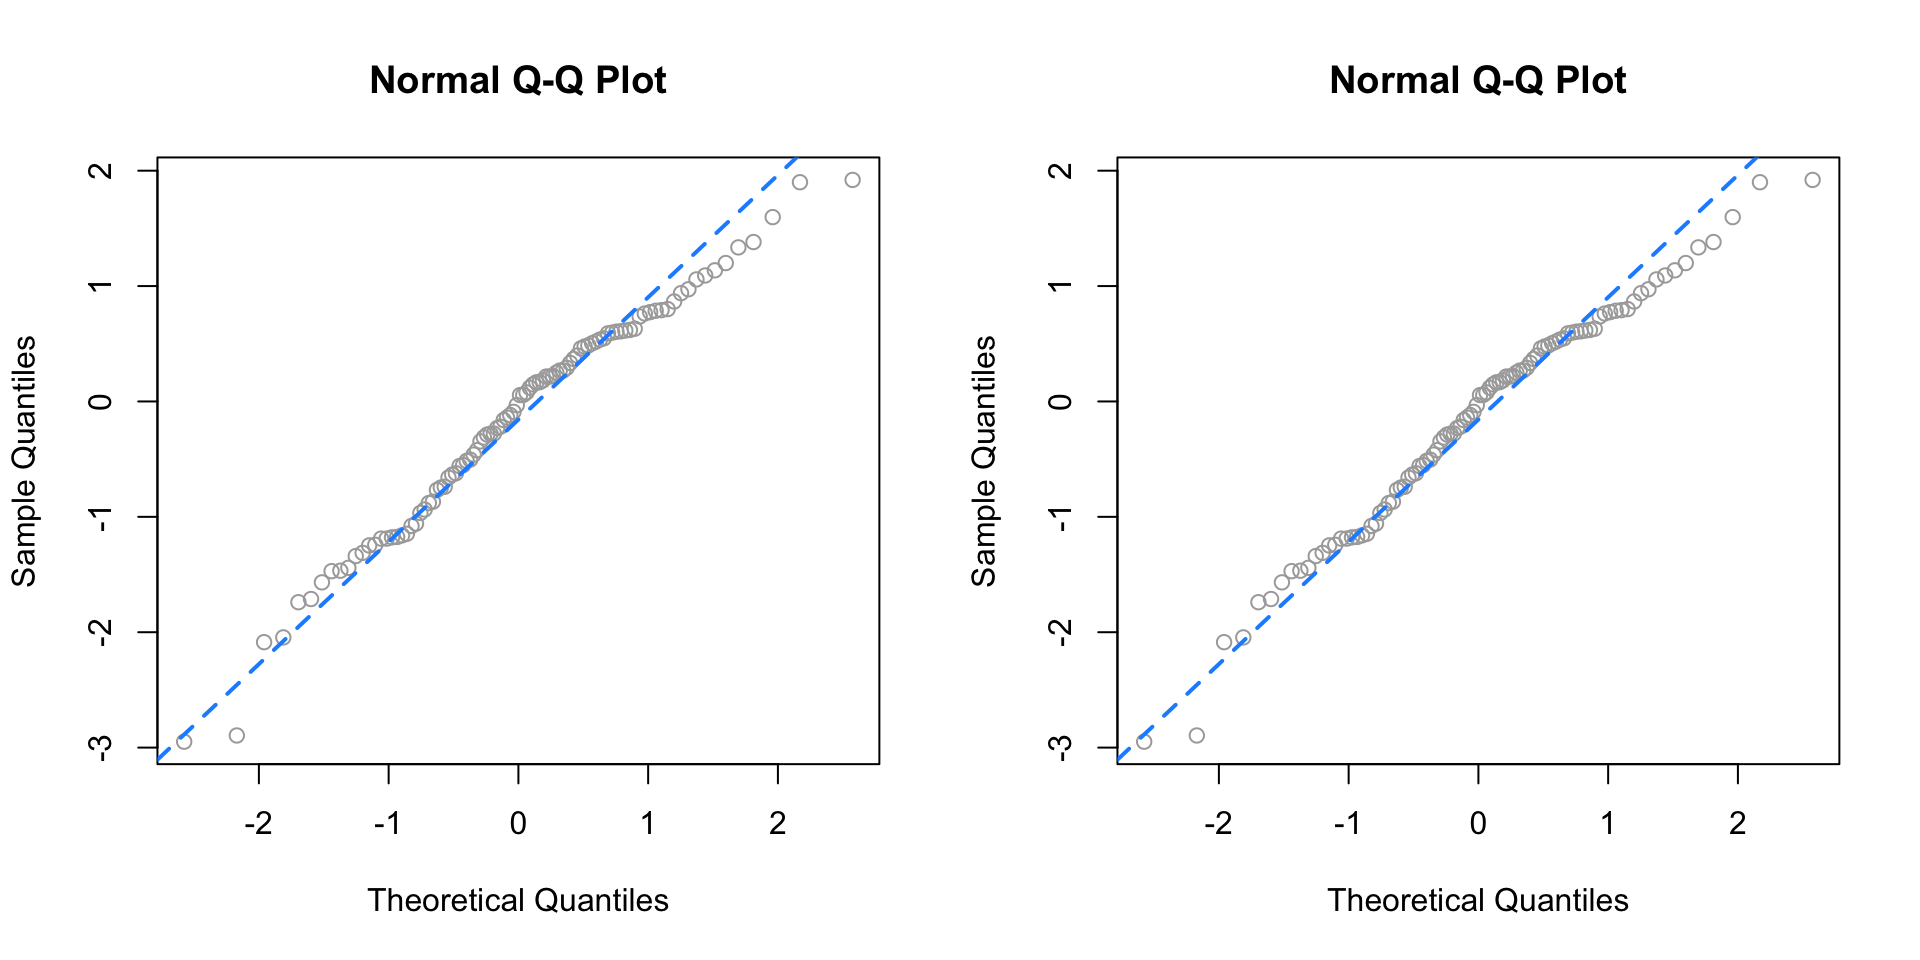 Normal Q-Q Plot
Sample Quantiles
2
1
0
-1
-2
-3
-2 -1 0 1 2
Theoretical Quantiles
Normal Q-Q Plot
Sample Quantiles
2
1
0
-1
-2
-3
-2 -1 0 1 2
Theoretical Quantiles